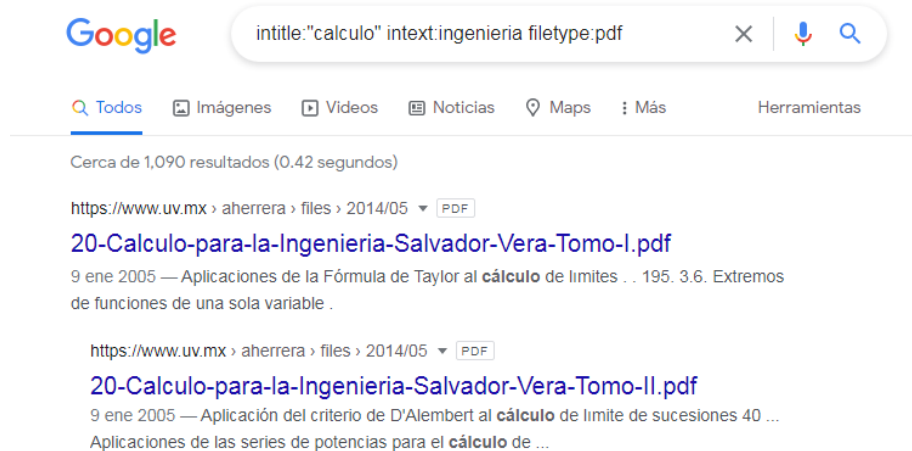 Google
intitle:"calculo" intext:ingenieria filetype:pdf
Todos Imágenes Videos Noticias Maps Más Herramientas
Cerca de 1,090 resultados (0.42 segundos)
https://www.uv.mx › aherrera › files › 2014/05 PDF
20-Calculo-para-la-Ingenieria-Salvador-Vera-Tomo-I.pdf
9 ene 2005 — Aplicaciones de la Fórmula de Taylor al cálculo de lımites . . 195. 3.6. Extremos
de funciones de una sola variable .
https://www.uv.mx › aherrera › files › 2014/05 PDF
20-Calculo-para-la-Ingenieria-Salvador-Vera-Tomo-II.pdf
9 ene 2005 — Aplicación del criterio de D'Alembert al cálculo de lımite de sucesiones 40 ...
Aplicaciones de las series de potencias para el cálculo de ...